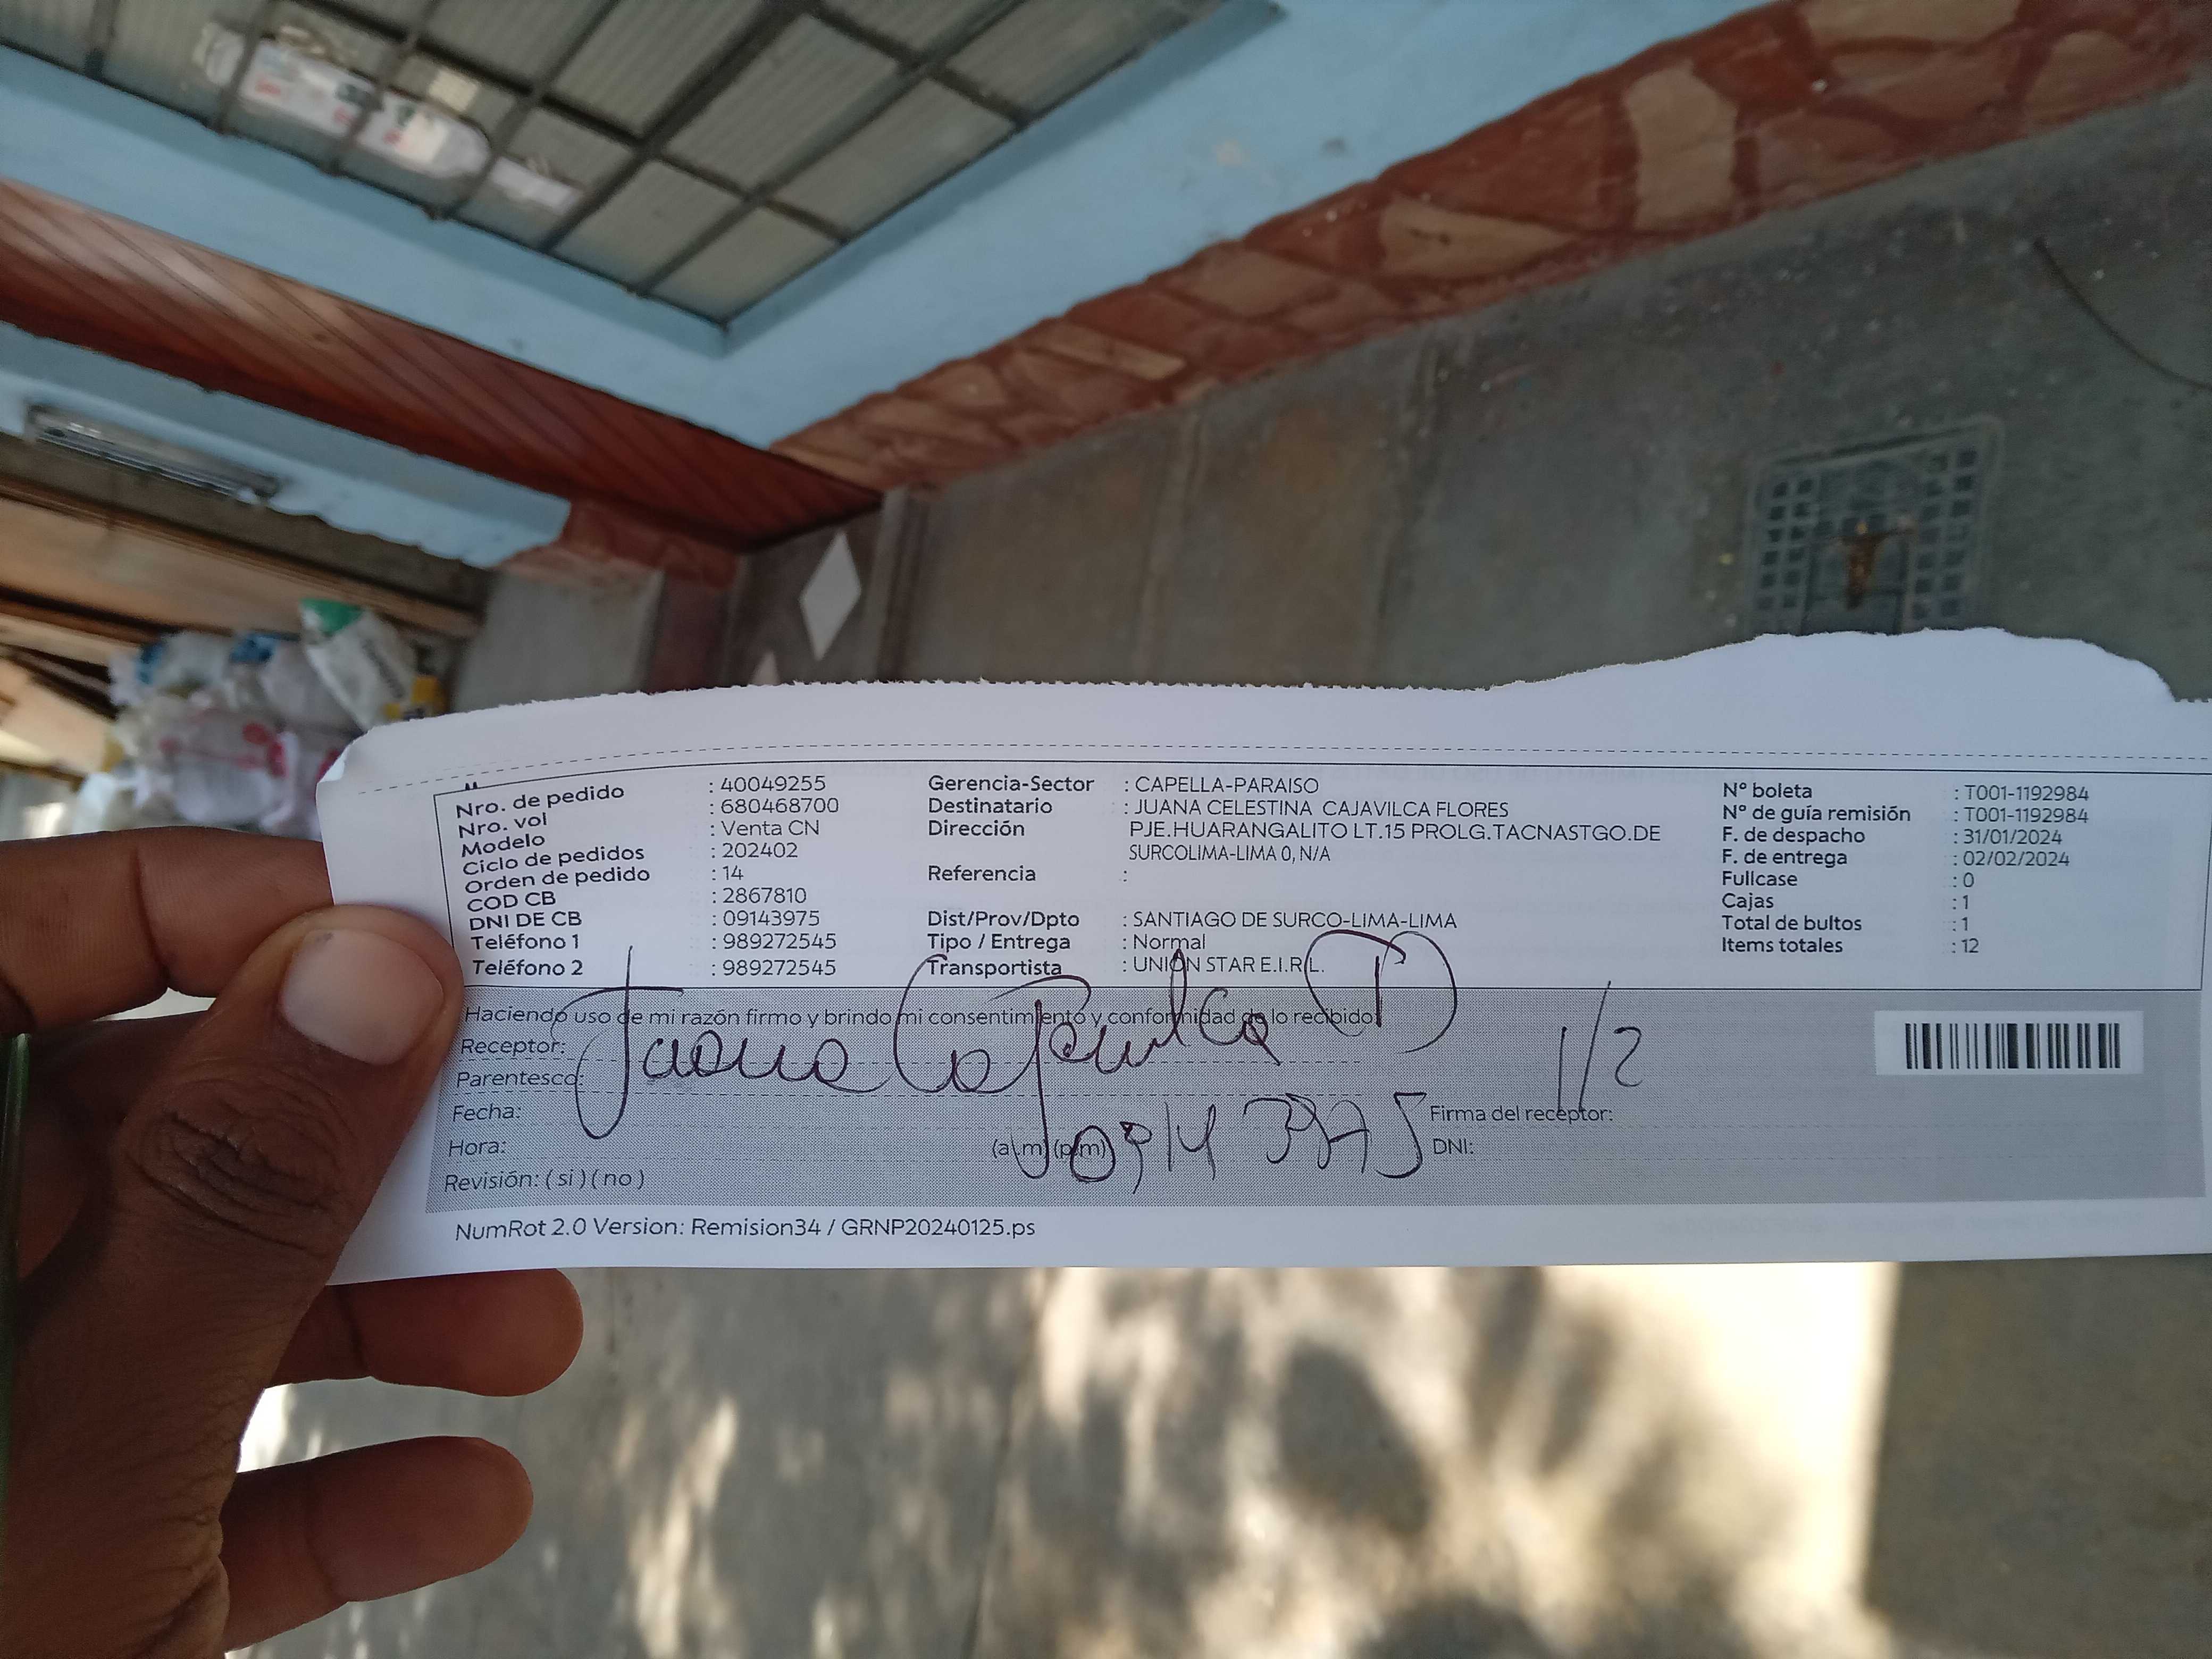 Nro. de pedido : 40049255
Nro. vol : 680468700
Modelo : Venta CN
Ciclo de pedidos : 202402
Orden de pedido : 14
COD CB : 2867810
DNI DE CB : 09143975
Teléfono 1 : 989272545
Teléfono 2 : 989272545
Gerencia-Sector : CAPELLA-PARAISO
Destinatario : JUANA CELESTINA CAJAVILCA FLORES
Dirección PJE.HUARANGALITO LT.15 PROLG.TACNASTGO.DE
SURCOLIMA-LIMA 0, N/A
Referencia :
Dist/Prov/Dpto : SANTIAGO DE SURCO-LIMA-LIMA
Tipo / Entrega : Normal
Transportista : UNION STAR E.I.R.L.
N° boleta : T001-1192984
N° de guía remisión : T001-1192984
F. de despacho : 31/01/2024
F. de entrega : 02/02/2024
Fullcase : 0
Cajas : 1
Total de bultos : 1
Items totales : 12
Haciendo uso de mi razón firmo y brindo mi consentimiento y conformidad de lo recibido
Receptor: Juana
Parentesco:
1/2
Fecha:
Firma del receptor:
Hora: (a.m) (p.m) 09143975
DNI:
Revisión: ( si ) ( no )
NumRot 2.0 Version: Remision34 / GRNP20240125.ps